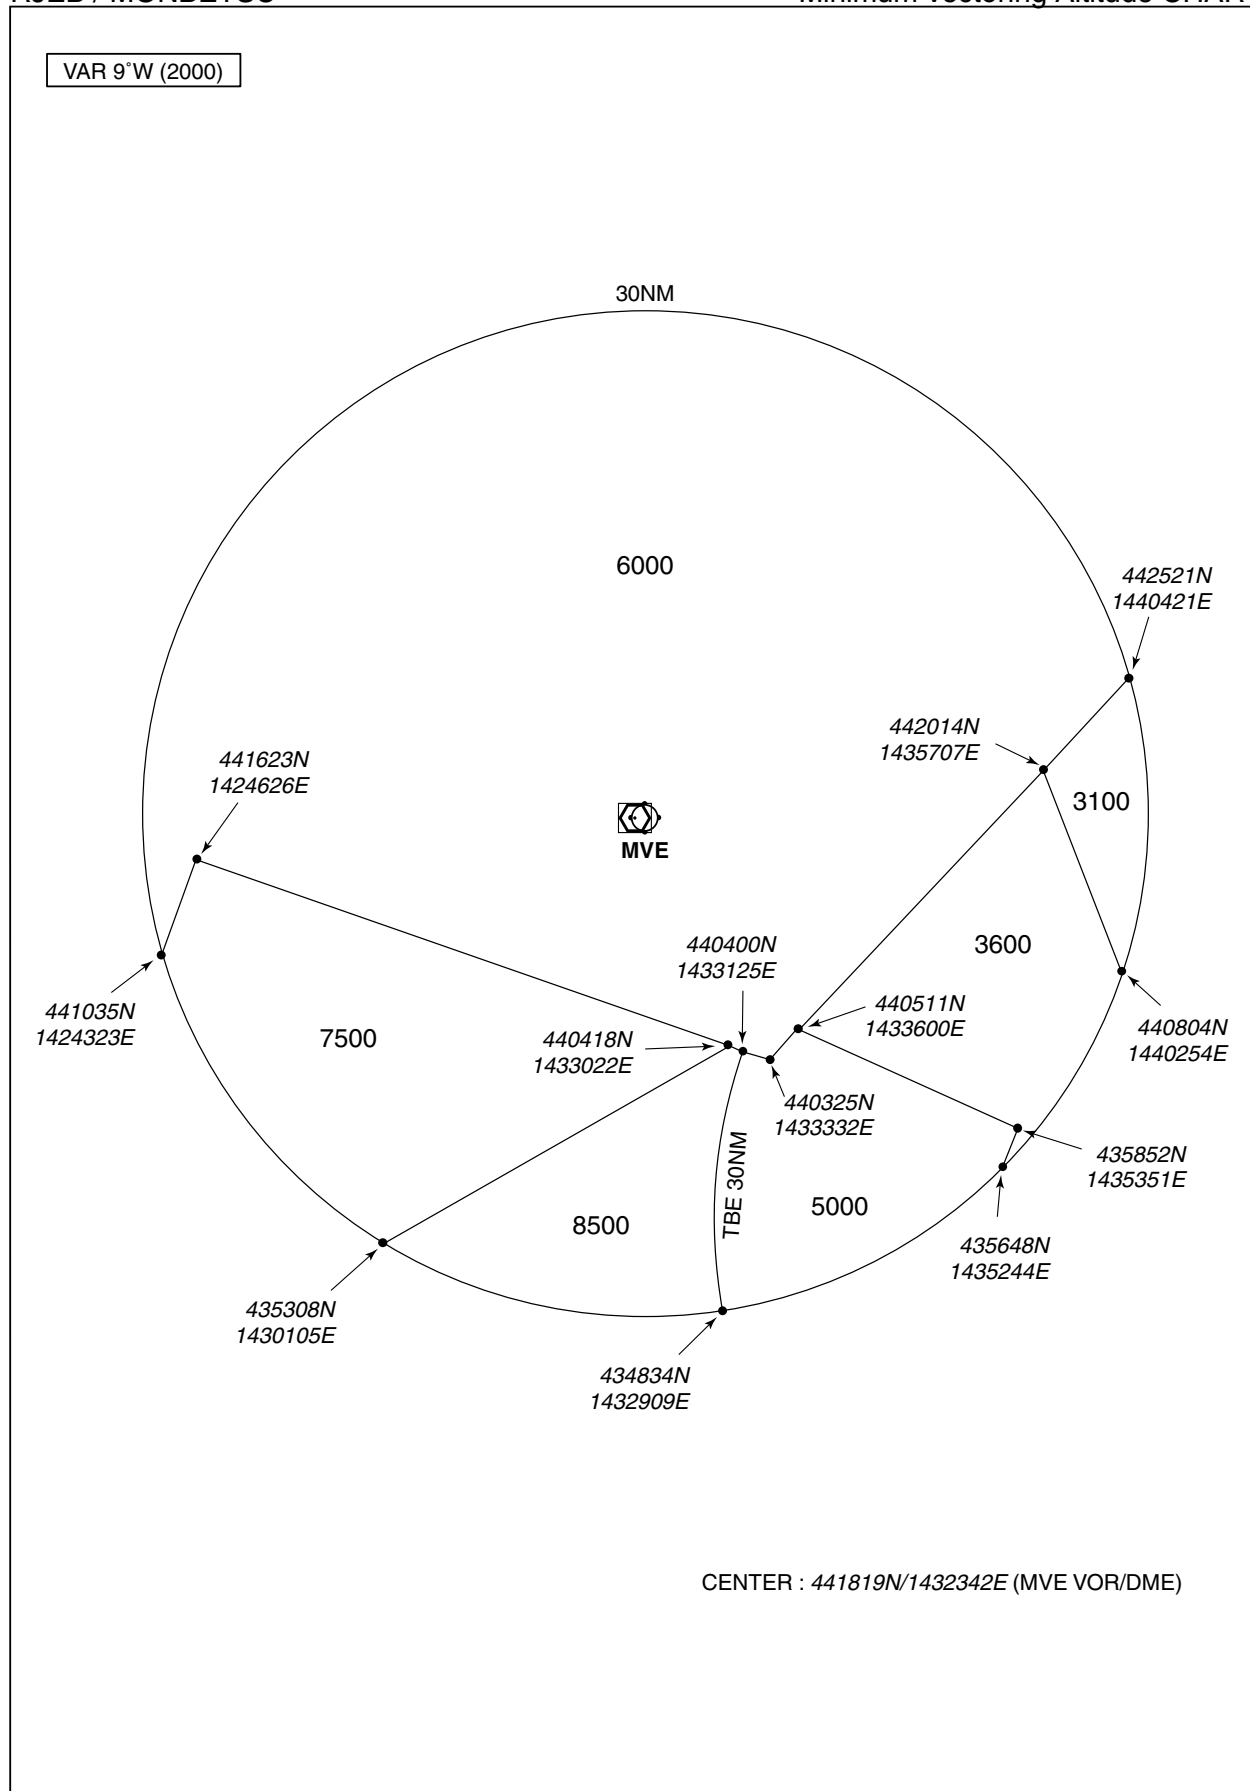 VAR 9˚W (2000)
30NM
6000
442521N
1440421E
442014N
1435707E
441623N
1424626E
3100
MVE
3600
440400N
1433125E
440511N
1433600E
441035N
1424323E
7500
440418N
1433022E
440804N
1440254E
440325N
1433332E
TBE 30NM
435852N
1435351E
5000
8500
435648N
1435244E
435308N
1430105E
434834N
1432909E
CENTER : 441819N/1432342E (MVE VOR/DME)